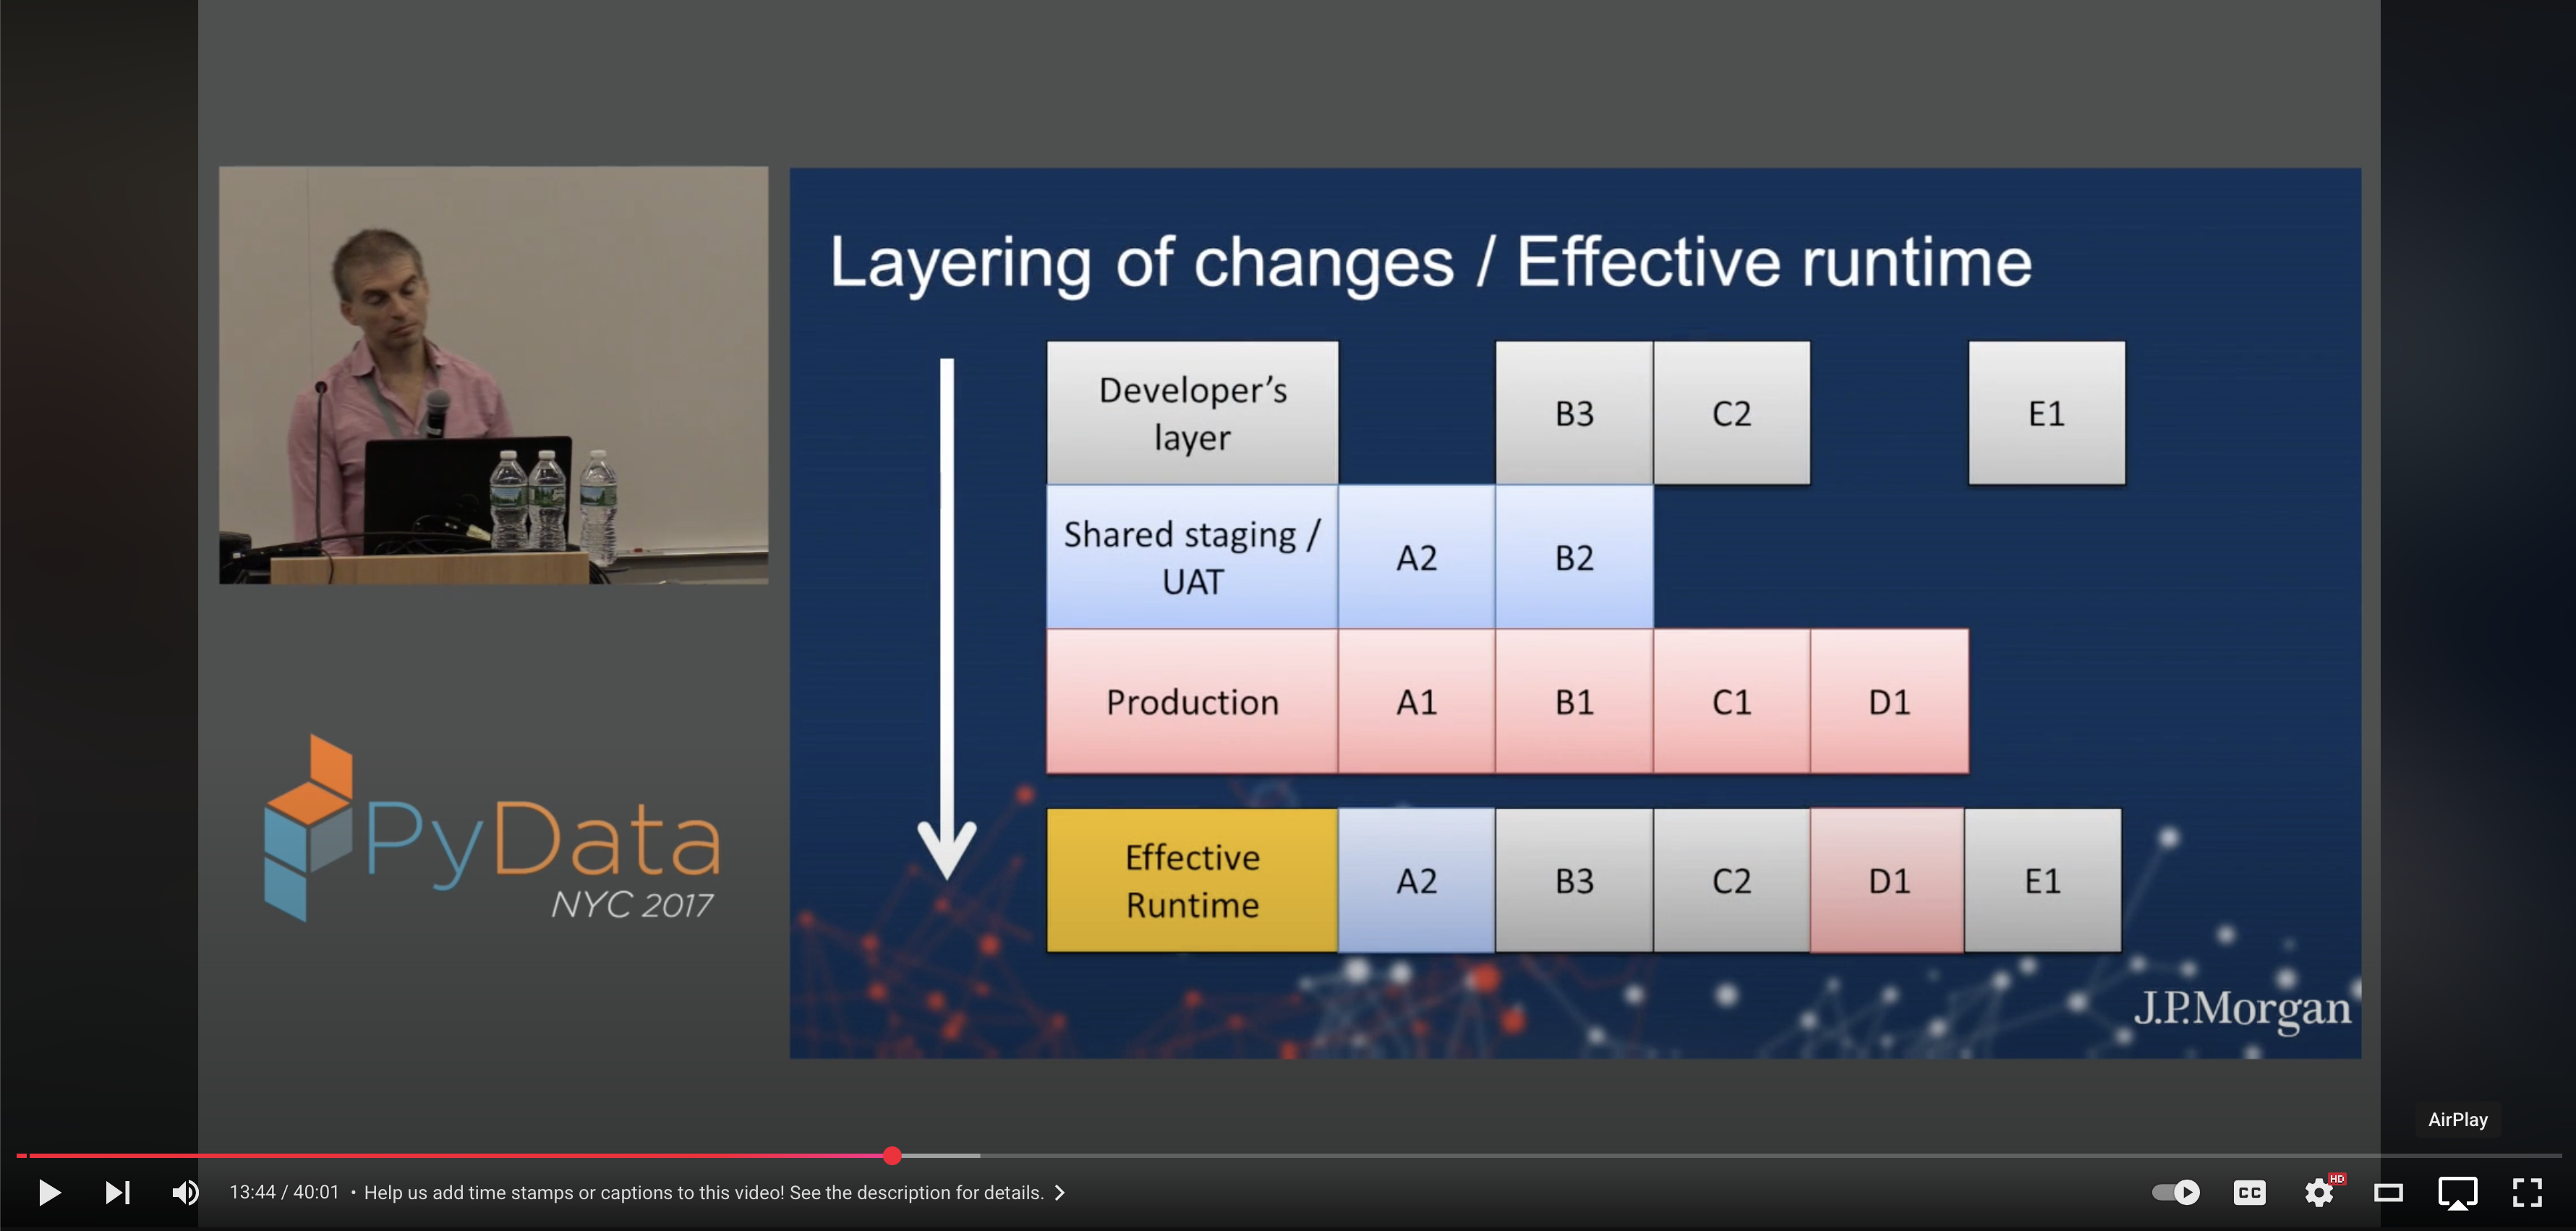 Layering of changes / Effective runtime
Developer’s
layer
B3
C2
E1
Shared staging /
UAT
A2
B2
Production
A1
B1
C1
D1
Effective
Runtime
A2
B3
C2
D1
E1
J.P.Morgan
PyData
NYC 2017
AirPlay
13:44 / 40:01 • Help us add time stamps or captions to this video! See the description for details.
CC
HD